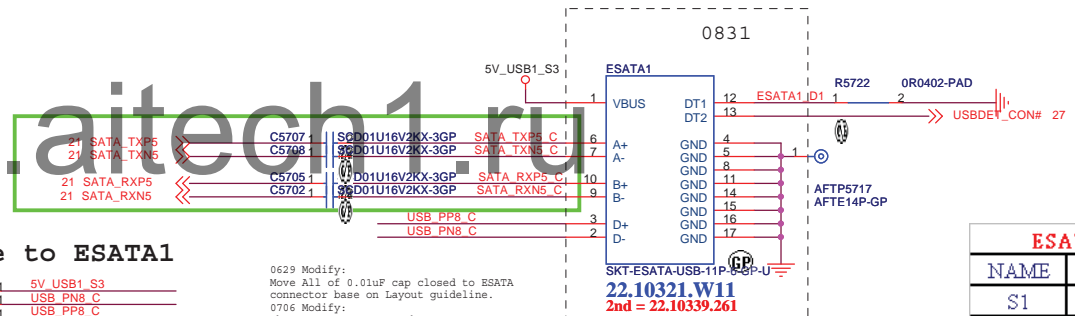 0831
5V_USB1_S3
ESATA1
R5722
0R0402-PAD
1
VBUS
DT1
12
ESATA1_D1
1
2
DT2
13
USBDET_CON# 27
21 SATA_TXP5
C5707
1
SCD01U16V2KX-3GP
SATA_TXP5_C
6
A+
GND
4
21 SATA_TXN5
C5708
1
SCD01U16V2KX-3GP
SATA_TXN5_C
7
A-
GND
5
1
GND
8
21 SATA_RXP5
C5705
1
D01U16V2KX-3GP
SATA_RXP5_C
10
B+
GND
11
21 SATA_RXN5
C5702
1
SCD01U16V2KX-3GP
SATA_RXN5_C
9
B-
GND
14
GND
15
AFTP5717
AFTE14P-GP
USB_PP8_C
3
D+
GND
16
USB_PN8_C
2
D-
GND
17
.aitech1.ru
GP
SKT-ESATA-USB-11P-6-GP-U
22.10321.W11
2nd = 22.10339.261
e to ESATA1
5V_USB1_S3
USB_PN8_C
USB_PP8_C
0629 Modify:
Move All of 0.01uF cap closed to ESATA
connector base on Layout guideline.
0706 Modify:
ESA
NAME
S1